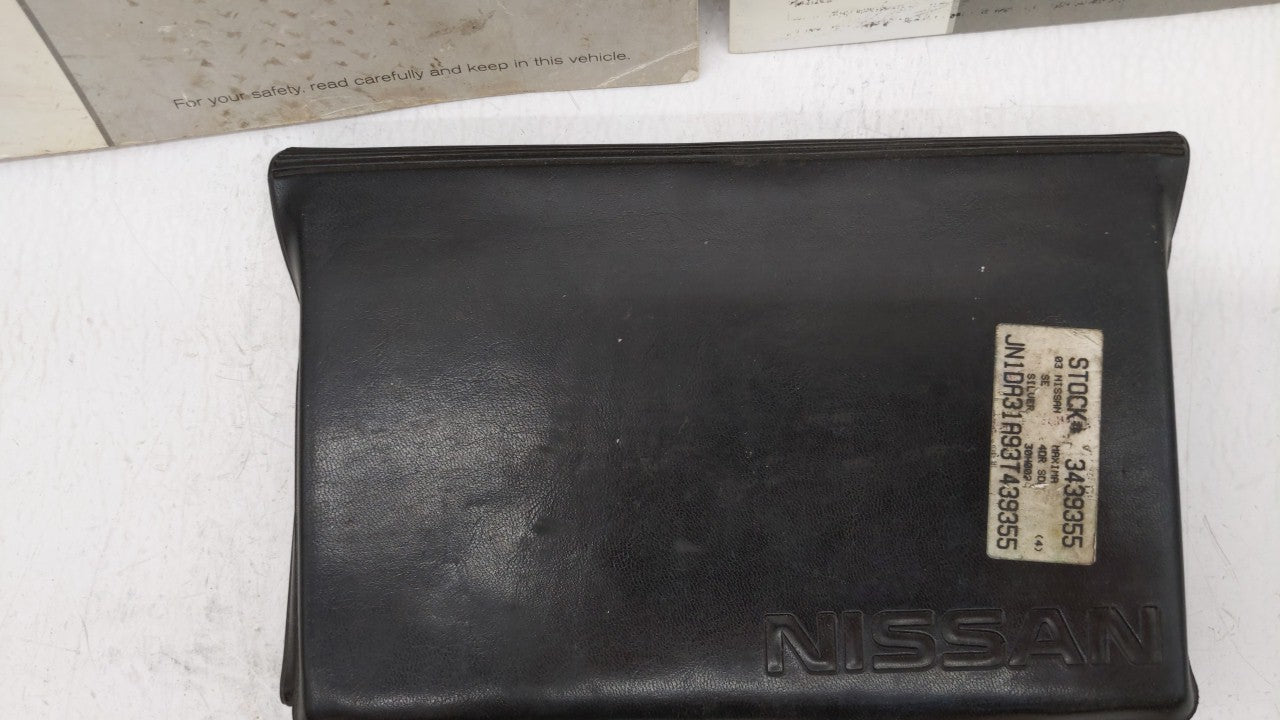 For your safety, read carefully and keep in this vehicle.
STOCK# 3439355
03 NISSAN MAXIMA
SE 4DR SDN (4)
SILVER
JN1DA31A93T439355
NISSAN